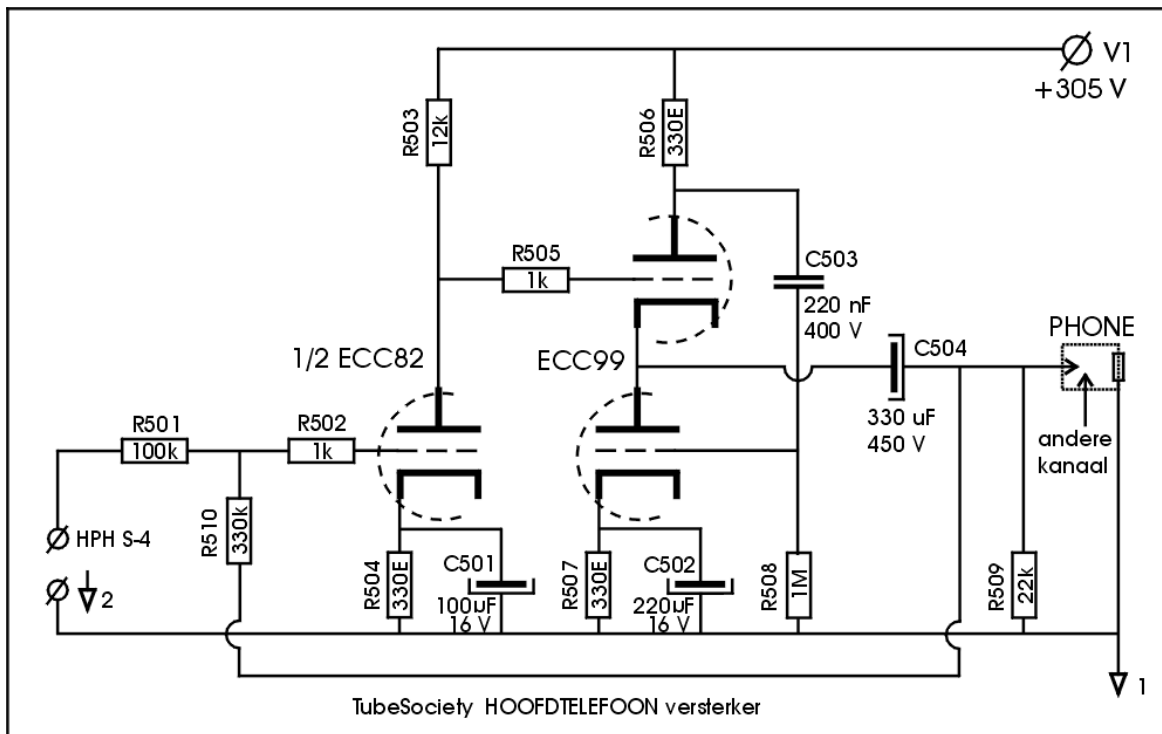 V1
+305 V
R503
12k
R506
330E
R505
1k
C503
220 nF
400 V
PHONE
1/2 ECC82
ECC99
C504
330 uF
450 V
andere
kanaal
R501
100k
R502
1k
HPH S-4
2
R510
330k
R504
330E
C501
100µF
16 V
R507
330E
C502
220µF
16 V
R508
1M
R509
22k
1
TubeSociety HOOFDTELEFOON versterker